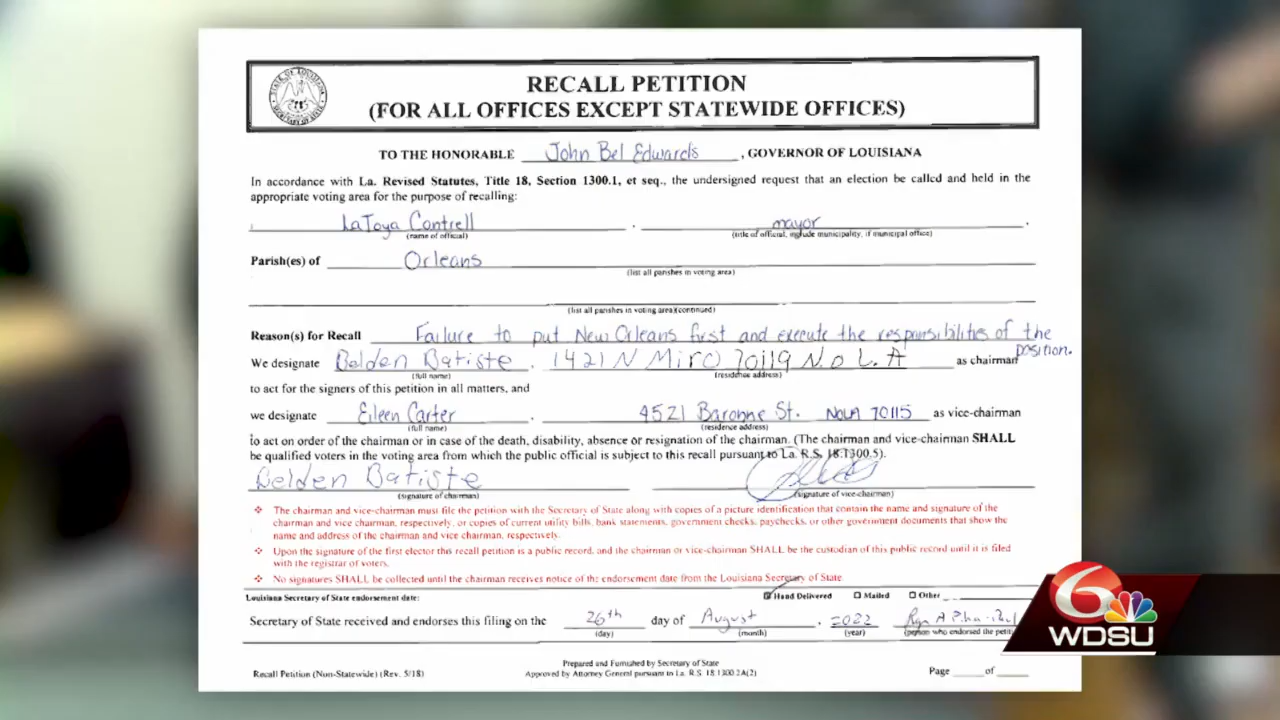 RECALL PETITION
(FOR ALL OFFICES EXCEPT STATEWIDE OFFICES)
TO THE HONORABLE John Bel Edwards, GOVERNOR OF LOUISIANA
In accordance with La. Revised Statutes, Title 18, Section 1300.1, et seq., the undersigned request that an election be called and held in the
appropriate voting area for the purpose of recalling:
LaToya Cantrell, mayor.
(name of official) (title of official, include municipality, if municipal office)
Parish(es) of Orleans
(list all parishes in voting area)
(list all parishes in voting area)(continued)
Reason(s) for Recall Failure to put New Orleans first and execute the responsibilities of the
position.
We designate Belden Batiste, 1421 N Miro 70119 N.O L.A as chairman
(full name) (residence address)
to act for the signers of this petition in all matters, and
we designate Eileen Carter, 4521 Baronne St. NOLA 70115 as vice-chairman
(full name) (residence address)
to act on order of the chairman or in case of the death, disability, absence or resignation of the chairman. (The chairman and vice-chairman SHALL
be qualified voters in the voting area from which the public official is subject to this recall pursuant to La. R.S. 18:1300.5).
Belden Batiste
(signature of chairman) (signature of vice-chairman)
❖ The chairman and vice-chairman must file the petition with the Secretary of State along with copies of a picture identification that contain the name and signature of the
chairman and vice chairman, respectively, or copies of current utility bills, bank statements, government checks, paychecks, or other government documents that show the
name and address of the chairman and vice chairman, respectively.
❖ Upon the signature of the first elector this recall petition is a public record, and the chairman or vice-chairman SHALL be the custodian of this public record until it is filed
with the registrar of voters.
❖ No signatures SHALL be collected until the chairman receives notice of the endorsement date from the Louisiana Secretary of State
Louisiana Secretary of State endorsement date: Hand Delivered Mailed Other
Secretary of State received and endorses this filing on the 26th day of August, 2022
(day) (month) (year) (person who endorsed the petit
Prepared and Furnished by Secretary of State
Recall Petition (Non-Statewide) (Rev. 5/18) Approved by Attorney General pursuant to La. R.S. 18:1300.2A(2) Page ___ of ___
6
WDSU